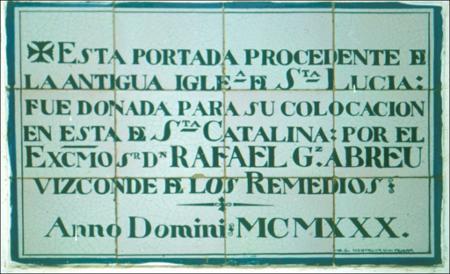 ✠ ESTA PORTADA PROCEDENTE DE
LA ANTIGUA IGLEª DE Sᵀᴬ LUCIA:
FUE DONADA PARA SU COLOCACION
EN ESTA DE Sᵀᴬ CATALINA: POR EL
EXCMO SR DN RAFAEL Gz. ABREU
VIZCONDE DE LOS REMEDIOS:
Anno Dominis MCMXXX.